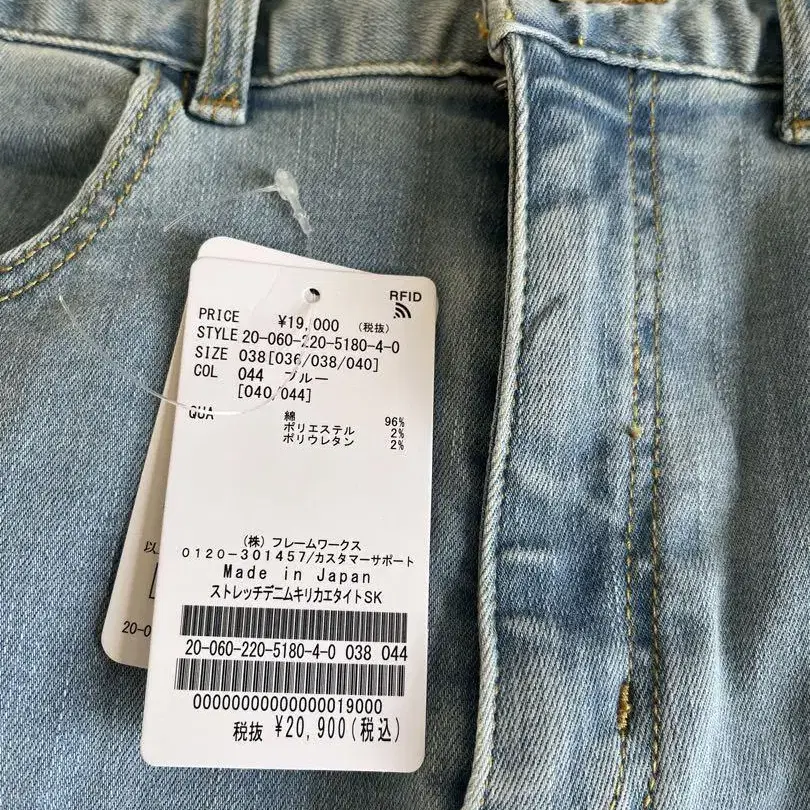 RFID
PRICE ¥19,000 (税抜)
STYLE 20-060-220-5180-4-0
SIZE 038[036/038/040]
COL 044 ブルー
[040/044]
QUA 綿 96%
ポリエステル 2%
ポリウレタン 2%
(株) フレームワークス
0120-301457/カスタマーサポート
Made in Japan
ストレッチデニムキリカエタイトSK
20-060-220-5180-4-0 038 044
00000000000000019000
税抜 ¥20,900(税込)
以
20-0